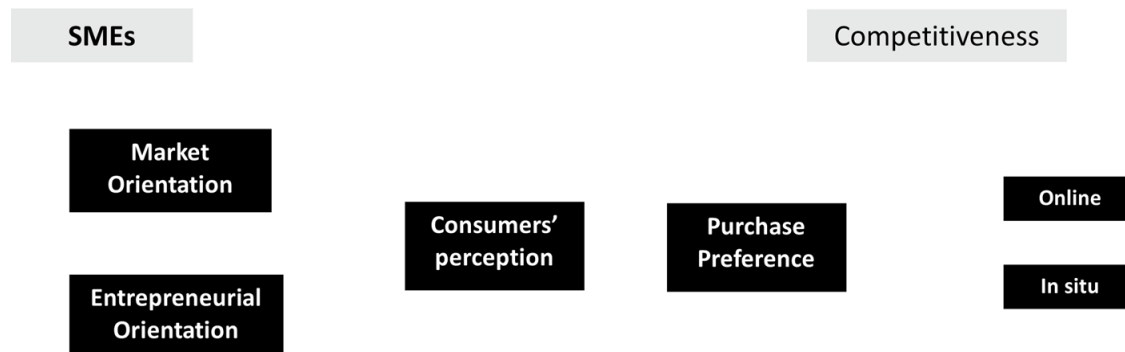 SMEs
Competitiveness
Market
Orientation
Entrepreneurial
Orientation
Consumers’
perception
Purchase
Preference
Online
In situ